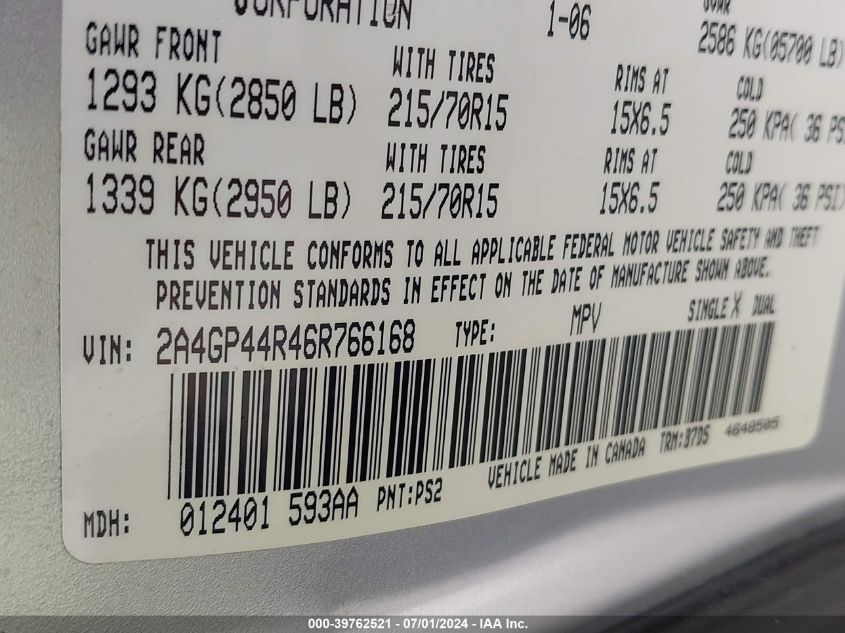 CORPORATION 1-06 GVWR
GAWR FRONT WITH TIRES RIMS AT COLD 2586 KG(05700 LB)
1293 KG(2850 LB) 215/70R15 15X6.5 250 KPA( 36 PSI
GAWR REAR WITH TIRES RIMS AT COLD
1339 KG(2950 LB) 215/70R15 15X6.5 250 KPA( 36 PSI)
THIS VEHICLE CONFORMS TO ALL APPLICABLE FEDERAL MOTOR VEHICLE SAFETY AND THEFT
PREVENTION STANDARDS IN EFFECT ON THE DATE OF MANUFACTURE SHOWN ABOVE.
VIN: 2A4GP44R46R766168 TYPE: MPV SINGLE X DUAL
VEHICLE MADE IN CANADA TRM:B7D5 4648505
MDH: 012401 593AA PNT:PS2
000-39762521 - 07/01/2024 - IAA Inc.